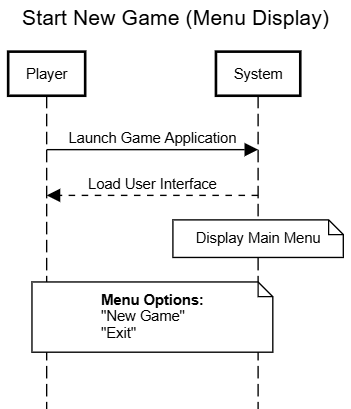 Start New Game (Menu Display)
Player
System
Launch Game Application
Load User Interface
Display Main Menu
Menu Options:
"New Game"
"Exit"